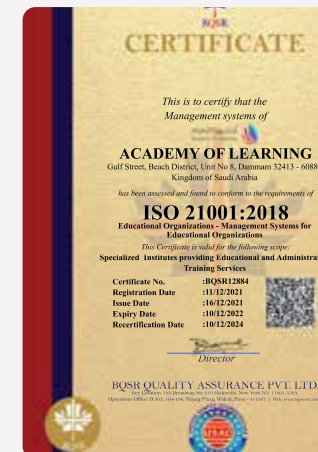 BQSR
CERTIFICATE
This is to certify that the
Management systems of
ACADEMY OF LEARNING
Gulf Street, Beach District, Unit No 8, Dammam 32413 - 6088
Kingdom of Saudi Arabia
has been assessed and found to conform to the requirements of
ISO 21001:2018
Educational Organizations - Management Systems for
Educational Organizations
This Certificate is valid for the following scope:
Specialized Institutes providing Educational and Administra
Training Services
Certificate No. :BQSR12884
Registration Date :11/12/2021
Issue Date :16/12/2021
Expiry Date :10/12/2022
Recertification Date :10/12/2024
Director
BQSR QUALITY ASSURANCE PVT. LTD.